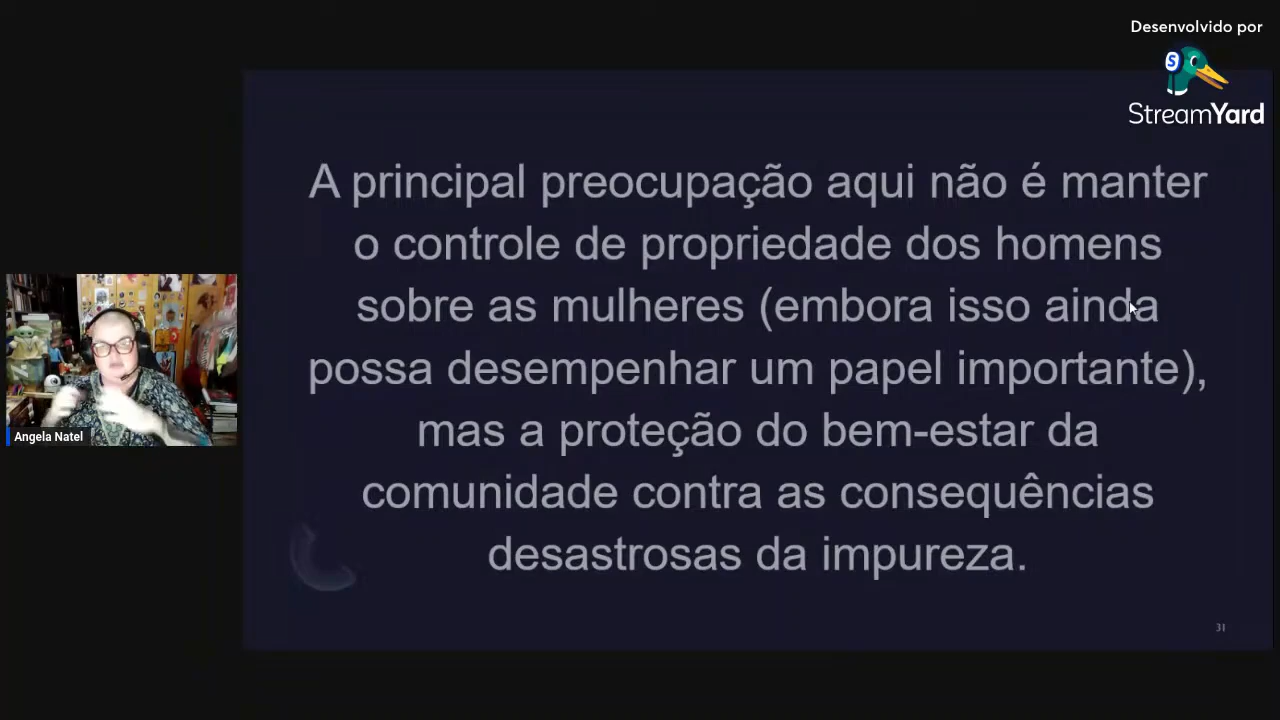 Desenvolvido por
StreamYard
A principal preocupação aqui não é manter
o controle de propriedade dos homens
sobre as mulheres (embora isso ainda
possa desempenhar um papel importante),
mas a proteção do bem-estar da
comunidade contra as consequências
desastrosas da impureza.
Angela Natel
31